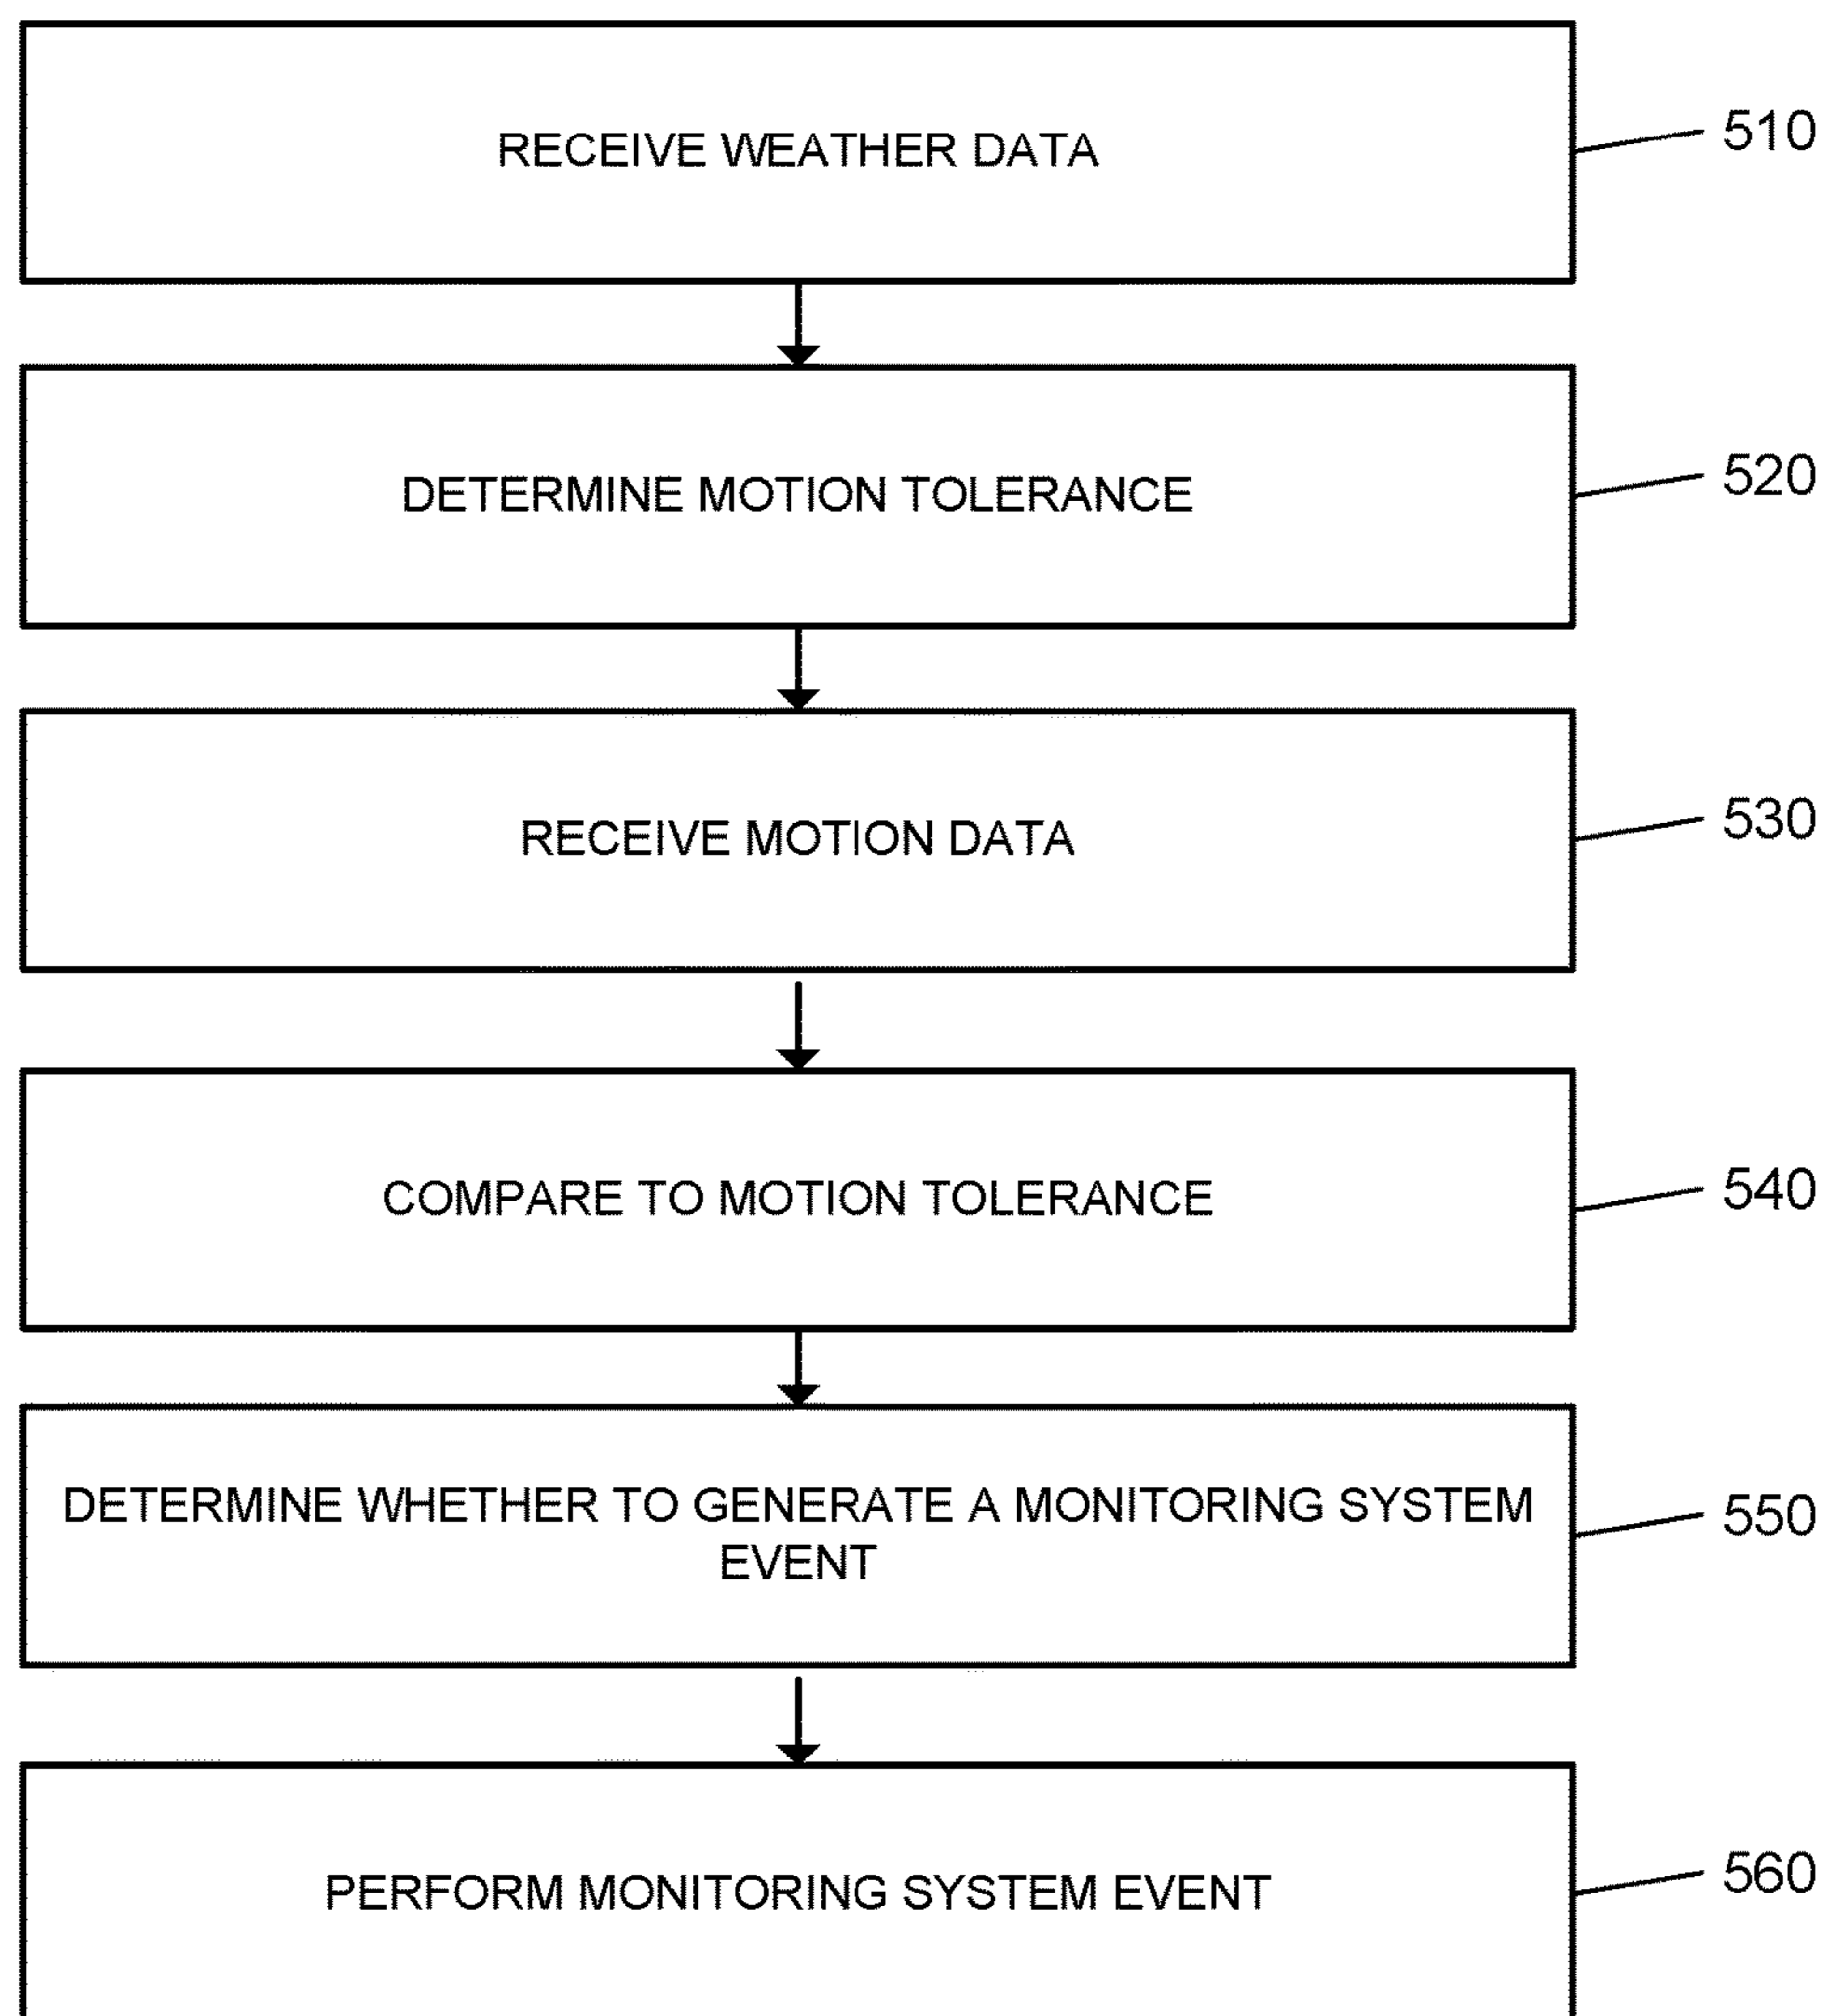 RECEIVE WEATHER DATA
510
DETERMINE MOTION TOLERANCE
520
RECEIVE MOTION DATA
530
COMPARE TO MOTION TOLERANCE
540
DETERMINE WHETHER TO GENERATE A MONITORING SYSTEM
EVENT
550
PERFORM MONITORING SYSTEM EVENT
560